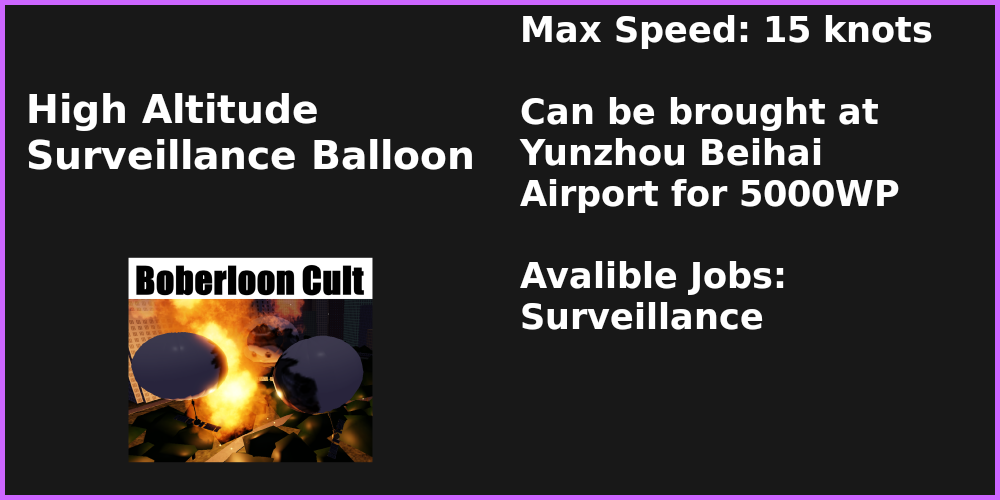 High Altitude
Surveillance Balloon
Boberloon Cult
Max Speed: 15 knots
Can be brought at
Yunzhou Beihai
Airport for 5000WP
Avalible Jobs:
Surveillance